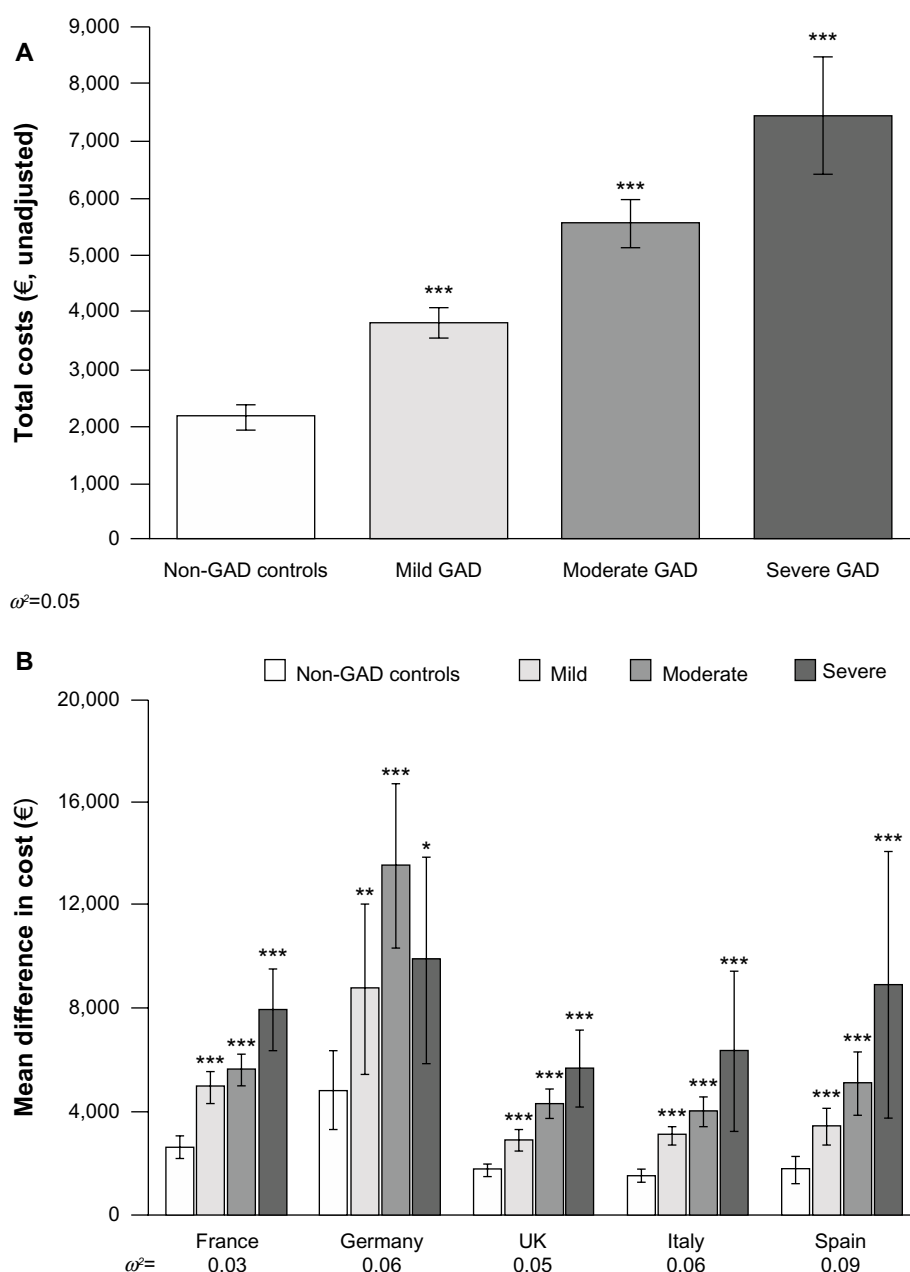 A
Total costs (€, unadjusted)
9,000
8,000
7,000
6,000
5,000
4,000
3,000
2,000
1,000
0
***
***
***
Non-GAD controls Mild GAD Moderate GAD Severe GAD
ω²=0.05
B
Non-GAD controls Mild Moderate Severe
Mean difference in cost (€)
20,000
16,000
12,000
8,000
4,000
0
*** *** ***
** *** *
*** *** ***
*** *** ***
*** *** ***
France Germany UK Italy Spain
ω²= 0.03 0.06 0.05 0.06 0.09